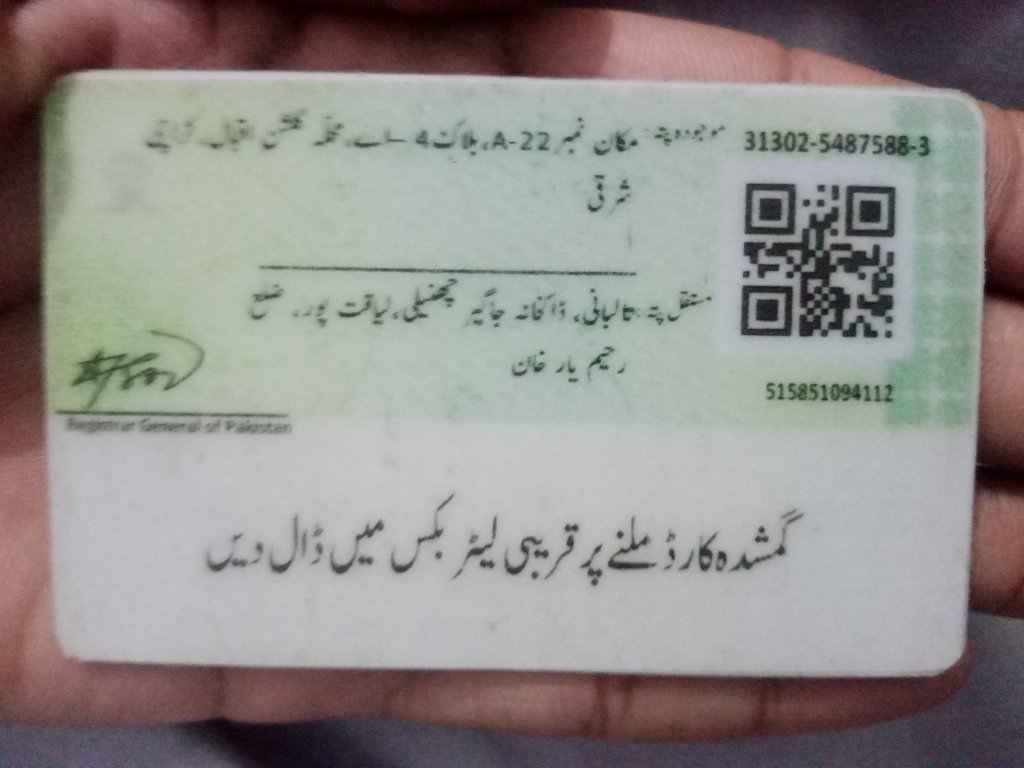 31302-5487588-3
موجودہ پتہ: مکان نمبر A-22، بلاک 4 اے، محلہ گلشن اقبال، کراچی
شرقی
مستقل پتہ: تالبانی، ڈاکخانہ جاگیر لیاقت پور، ضلع
رحیم یار خان
515851094112
Registrar General of Pakistan
گمشدہ کارڈ ملنے پر قریبی لیٹر بکس میں ڈال دیں